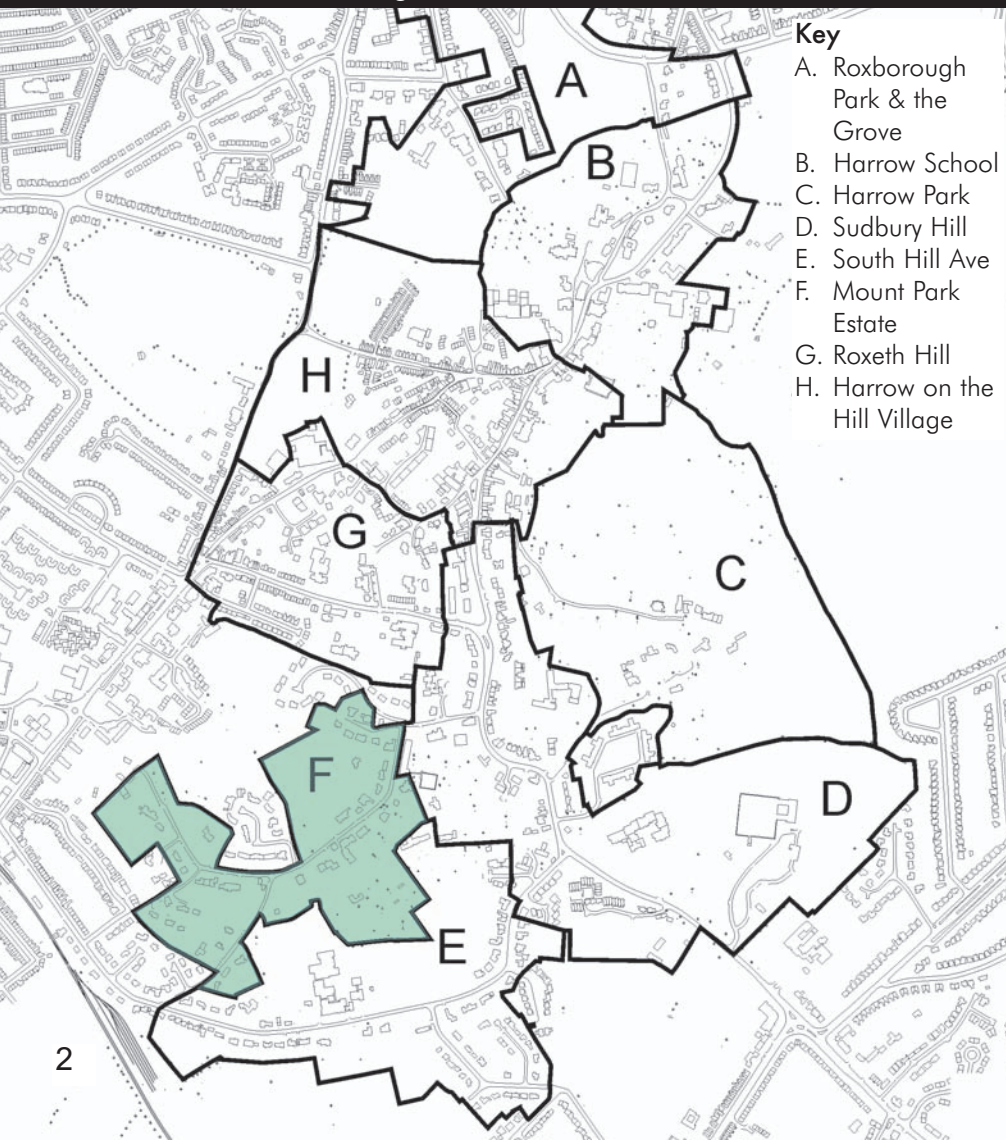 Key
A. Roxborough
Park & the
Grove
B. Harrow School
C. Harrow Park
D. Sudbury Hill
E. South Hill Ave
F. Mount Park
Estate
G. Roxeth Hill
H. Harrow on the
Hill Village
A
B
H
G
C
F
D
E
2